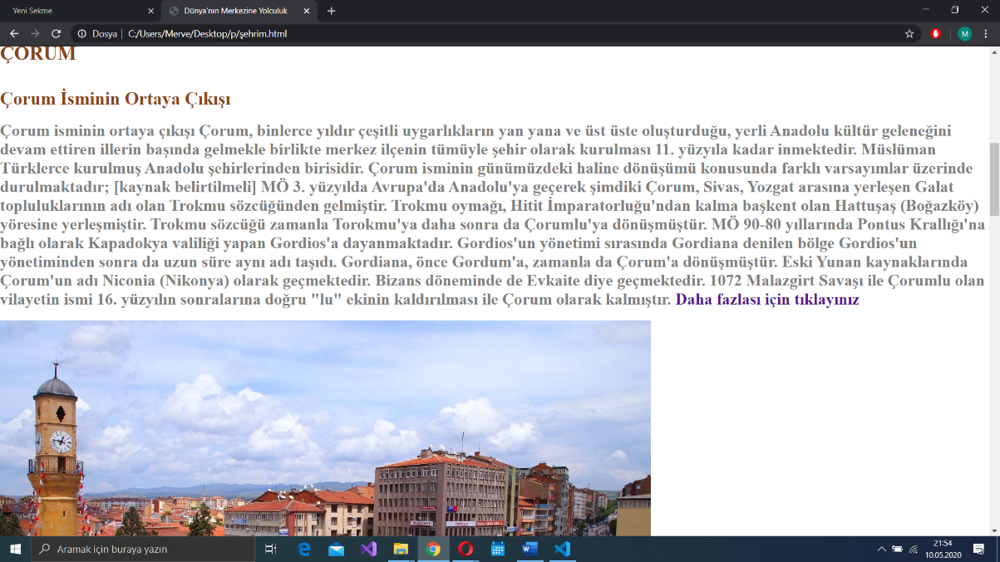 Yeni Sekme
Dünya'nın Merkezine Yolculuk
Dosya
C:/Users/Merve/Desktop/p/şehrim.html
M
ÇORUM
Çorum İsminin Ortaya Çıkışı
Çorum isminin ortaya çıkışı Çorum, binlerce yıldır çeşitli uygarlıkların yan yana ve üst üste oluşturduğu, yerli Anadolu kültür geleneğini
devam ettiren illerin başında gelmekle birlikte merkez ilçenin tümüyle şehir olarak kurulması 11. yüzyıla kadar inmektedir. Müslüman
Türklerce kurulmuş Anadolu şehirlerinden birisidir. Çorum isminin günümüzdeki haline dönüşümü konusunda farklı varsayımlar üzerinde
durulmaktadır; [kaynak belirtilmeli] MÖ 3. yüzyılda Avrupa'da Anadolu'ya geçerek şimdiki Çorum, Sivas, Yozgat arasına yerleşen Galat
topluluklarının adı olan Trokmu sözcüğünden gelmiştir. Trokmu oymağı, Hitit İmparatorluğu'ndan kalma başkent olan Hattuşaş (Boğazköy)
yöresine yerleşmiştir. Trokmu sözcüğü zamanla Torokmu'ya daha sonra da Çorumlu'ya dönüşmüştür. MÖ 90-80 yıllarında Pontus Krallığı'na
bağlı olarak Kapadokya valiliği yapan Gordios'a dayanmaktadır. Gordios'un yönetimi sırasında Gordiana denilen bölge Gordios'un
yönetiminden sonra da uzun süre aynı adı taşıdı. Gordiana, önce Gordum'a, zamanla da Çorum'a dönüşmüştür. Eski Yunan kaynaklarında
Çorum'un adı Niconia (Nikonya) olarak geçmektedir. Bizans döneminde de Evkaite diye geçmektedir. 1072 Malazgirt Savaşı ile Çorumlu olan
vilayetin ismi 16. yüzyılın sonralarına doğru "lu" ekinin kaldırılması ile Çorum olarak kalmıştır. Daha fazlası için tıklayınız
Aramak için buraya yazın
21:54
10.05.2020